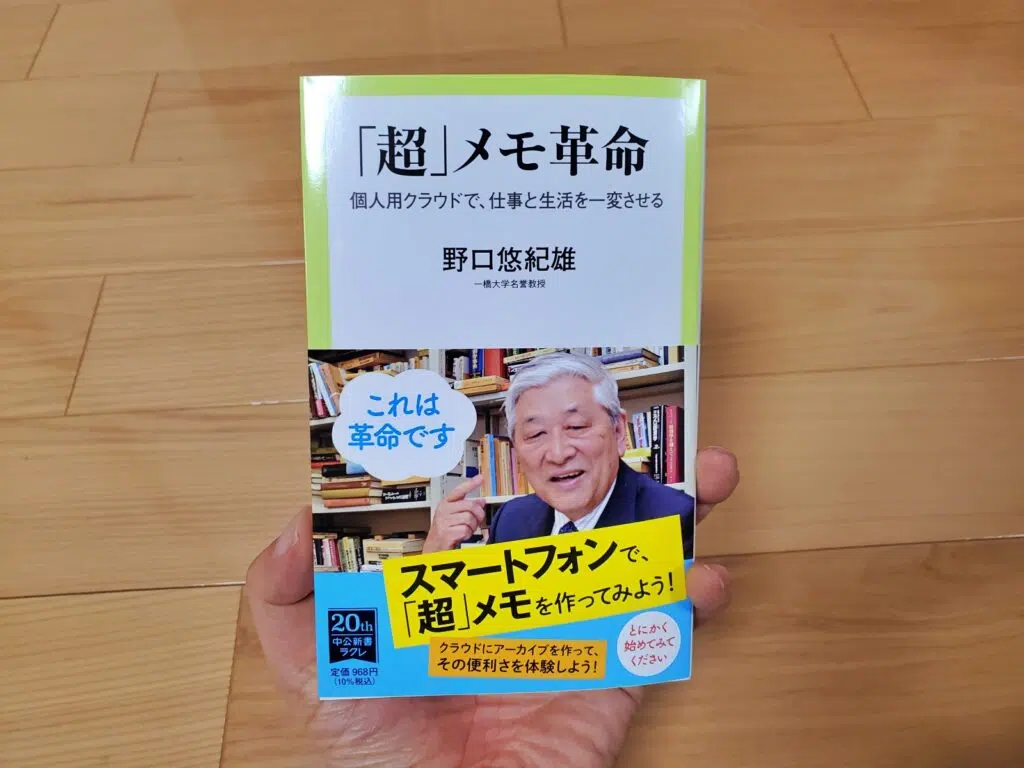 「超」メモ革命
個人用クラウドで、仕事と生活を一変させる
野口悠紀雄
一橋大学名誉教授
これは
革命です
スマートフォンで、
「超」メモを作ってみよう!
クラウドにアーカイブを作って、
その便利さを体験しよう!
とにかく
始めてみて
ください
20th
中公新書
ラクレ
定価 968円
(10%税込)